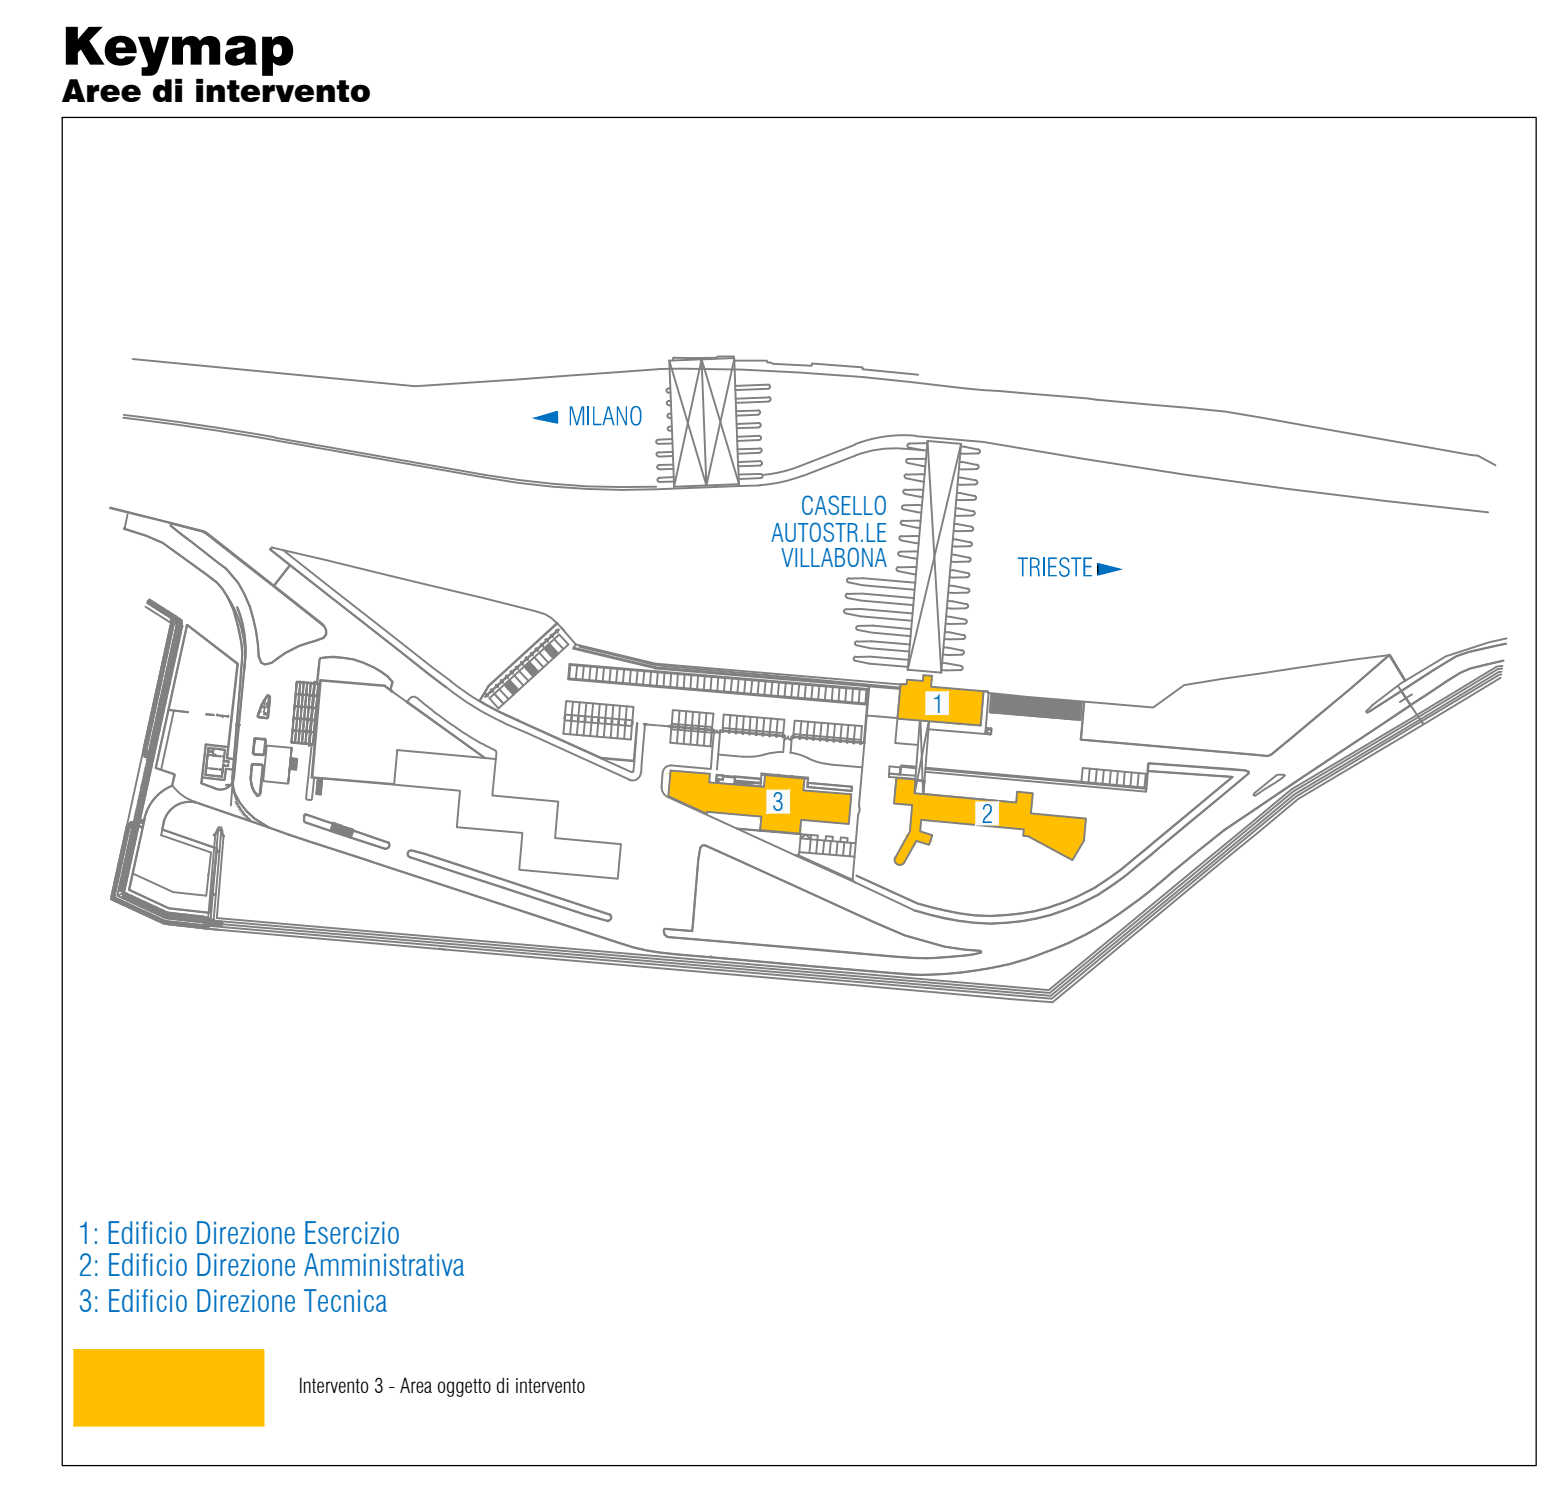 Keymap
Aree di intervento
MILANO
CASELLO
AUTOSTR.LE
VILLABONA
TRIESTE
1
3
2
1: Edificio Direzione Esercizio
2: Edificio Direzione Amministrativa
3: Edificio Direzione Tecnica
Intervento 3 - Area oggetto di intervento